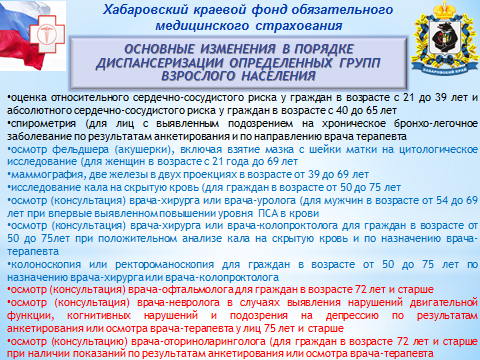 Хабаровский краевой фонд обязательного
медицинского страхования
ОСНОВНЫЕ ИЗМЕНЕНИЯ В ПОРЯДКЕ
ДИСПАНСЕРИЗАЦИИ ОПРЕДЕЛЕННЫХ ГРУПП
ВЗРОСЛОГО НАСЕЛЕНИЯ
ХАБАРОВСКИЙ КРАЙ
•оценка относительного сердечно-сосудистого риска у граждан в возрасте с 21 до 39 лет и
абсолютного сердечно-сосудистого риска у граждан в возрасте с 40 до 65 лет
•спирометрия (для лиц с выявленным подозрением на хроническое бронхо-легочное
заболевание по результатам анкетирования и по направлению врача терапевта
•осмотр фельдшера (акушерки), включая взятие мазка с шейки матки на цитологическое
исследование (для женщин в возрасте с 21 года до 69 лет
•маммография, две железы в двух проекциях в возрасте от 39 до 69 лет
•исследование кала на скрытую кровь (для граждан в возрасте от 50 до 75 лет
•осмотр (консультация) врача-хирурга или врача-уролога (для мужчин в возрасте от 54 до 69
лет при впервые выявленном повышении уровня ПСА в крови
•осмотр (консультация) врача-хирурга или врача-колопроктолога для граждан в возрасте от
50 до 75лет при положительном анализе кала на скрытую кровь и по назначению врача-
терапевта
•колоноскопия или ректороманоскопия для граждан в возрасте от 50 до 75 лет по
назначению врача-хирурга или врача-колопроктолога
•осмотр (консультация) врача-офтальмолога для граждан в возрасте 72 лет и старше
•осмотр (консультация) врача-невролога в случаях выявления нарушений двигательной
функции, когнитивных нарушений и подозрения на депрессию по результатам
анкетирования или осмотра врача-терапевта у лиц 75 лет и старше
•осмотр (консультацию) врача-оториноларинголога (для граждан в возрасте 72 лет и старше
при наличии показаний по результатам анкетирования или осмотра врача-терапевта